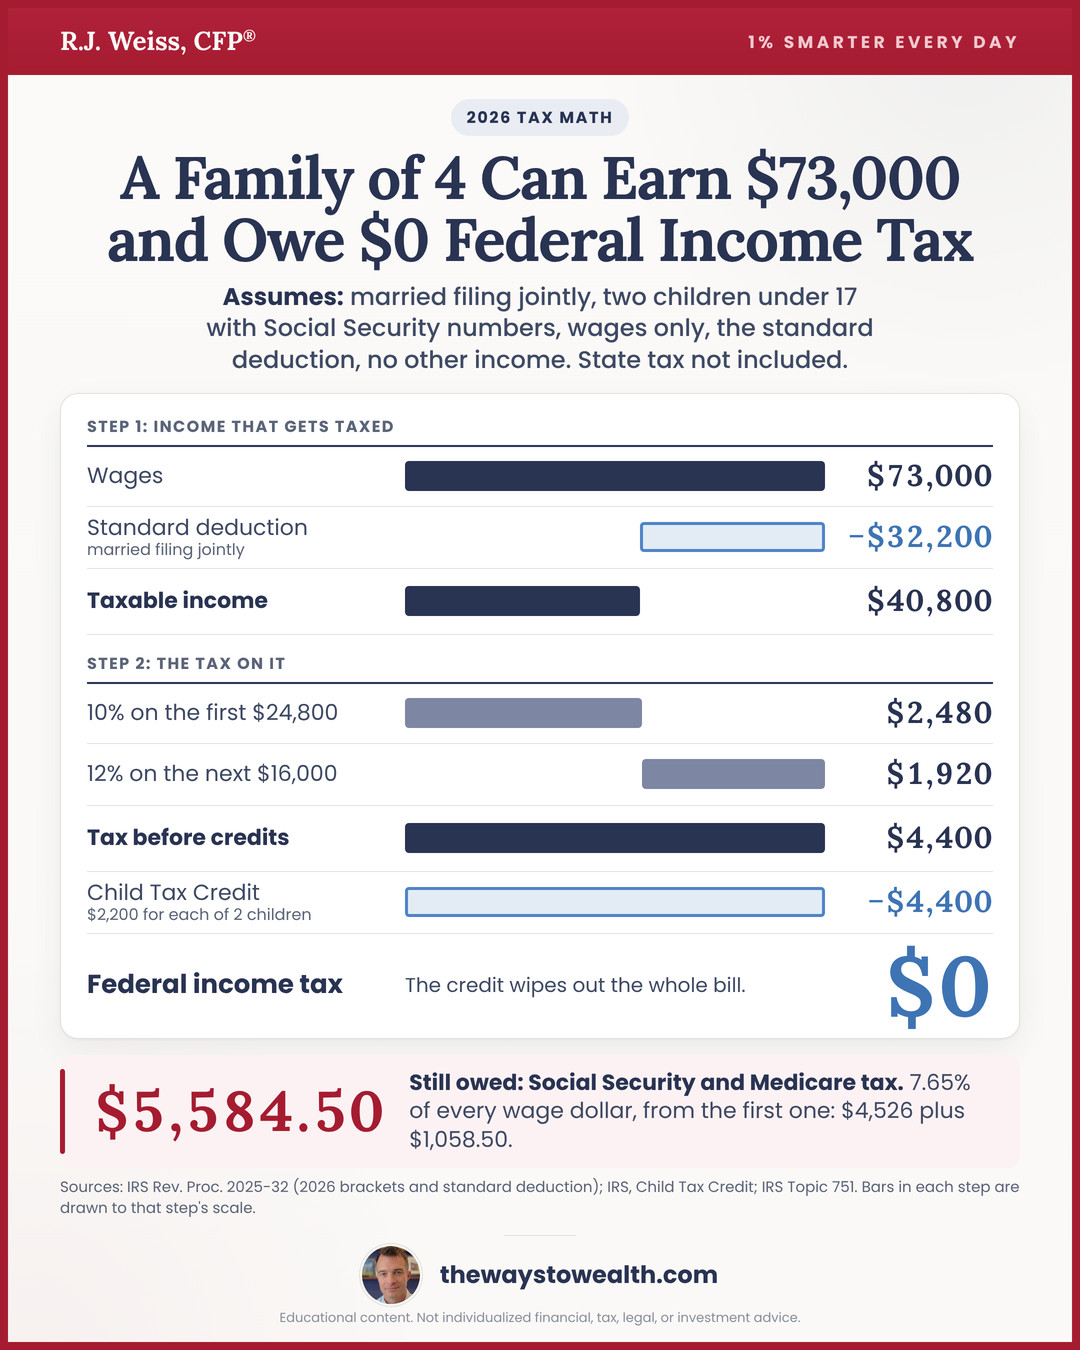 R.J. Weiss, CFP®
1% SMARTER EVERY DAY
2026 TAX MATH
A Family of 4 Can Earn $73,000
and Owe $0 Federal Income Tax
Assumes: married filing jointly, two children under 17
with Social Security numbers, wages only, the standard
deduction, no other income. State tax not included.
STEP 1: INCOME THAT GETS TAXED
Wages $73,000
Standard deduction −$32,200
married filing jointly
Taxable income $40,800
STEP 2: THE TAX ON IT
10% on the first $24,800 $2,480
12% on the next $16,000 $1,920
Tax before credits $4,400
Child Tax Credit −$4,400
$2,200 for each of 2 children
Federal income tax The credit wipes out the whole bill. $0
$5,584.50
Still owed: Social Security and Medicare tax. 7.65%
of every wage dollar, from the first one: $4,526 plus
$1,058.50.
Sources: IRS Rev. Proc. 2025-32 (2026 brackets and standard deduction); IRS, Child Tax Credit; IRS Topic 751. Bars in each step are
drawn to that step's scale.
thewaystowealth.com
Educational content. Not individualized financial, tax, legal, or investment advice.